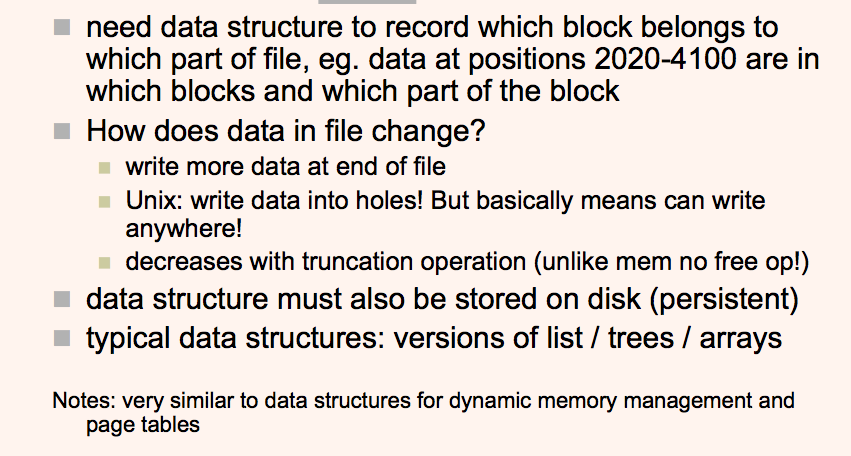 need data structure to record which block belongs to
which part of file, eg. data at positions 2020-4100 are in
which blocks and which part of the block
How does data in file change?
write more data at end of file
Unix: write data into holes! But basically means can write
anywhere!
decreases with truncation operation (unlike mem no free op!)
data structure must also be stored on disk (persistent)
typical data structures: versions of list / trees / arrays
Notes: very similar to data structures for dynamic memory management and
page tables